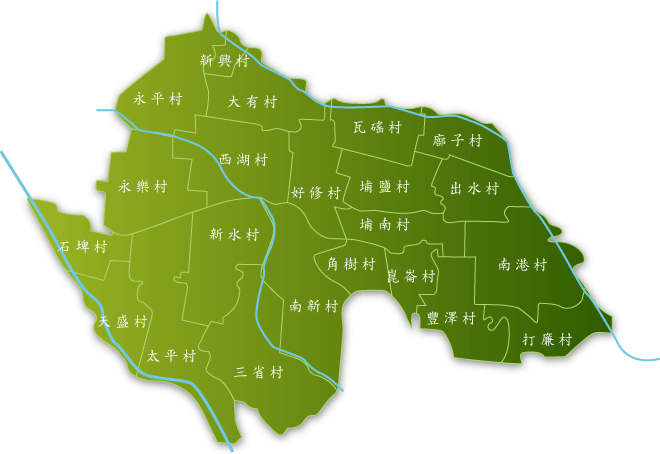 新興村
永平村
大有村
瓦磘村
廍子村
西湖村
永樂村
好修村
埔鹽村
出水村
埔南村
新水村
石埤村
角樹村
崑崙村
南港村
南新村
天盛村
豐澤村
太平村
打廉村
三省村